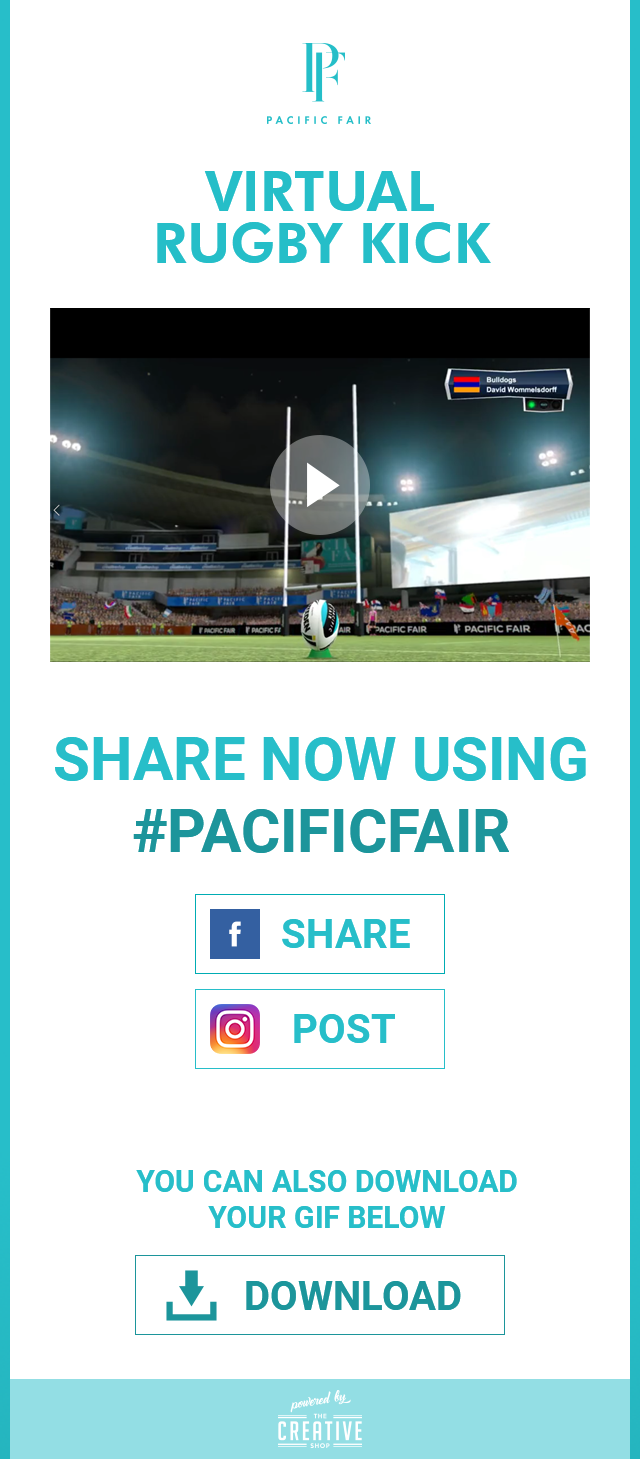 PF
PACIFIC FAIR
VIRTUAL
RUGBY KICK
Bulldogs
David Wommelsdorff
PACIFIC FAIR
PACIFIC F
PACIFIC FAIR
PACIFIC FAIR
PAC
SHARE NOW USING
#PACIFICFAIR
f SHARE
POST
YOU CAN ALSO DOWNLOAD
YOUR GIF BELOW
DOWNLOAD
powered by
THE
CREATIVE
SHOP